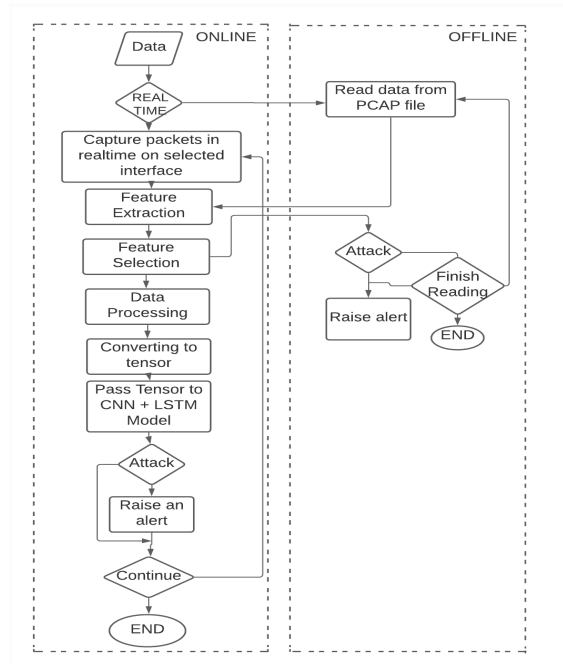 ONLINE
OFFLINE
Data
REAL
TIME
Read data from
PCAP file
Capture packets in
realtime on selected
interface
Feature
Extraction
Feature
Selection
Attack
Finish
Reading
Data
Processing
Raise alert
END
Converting to
tensor
Pass Tensor to
CNN + LSTM
Model
Attack
Raise an
alert
Continue
END